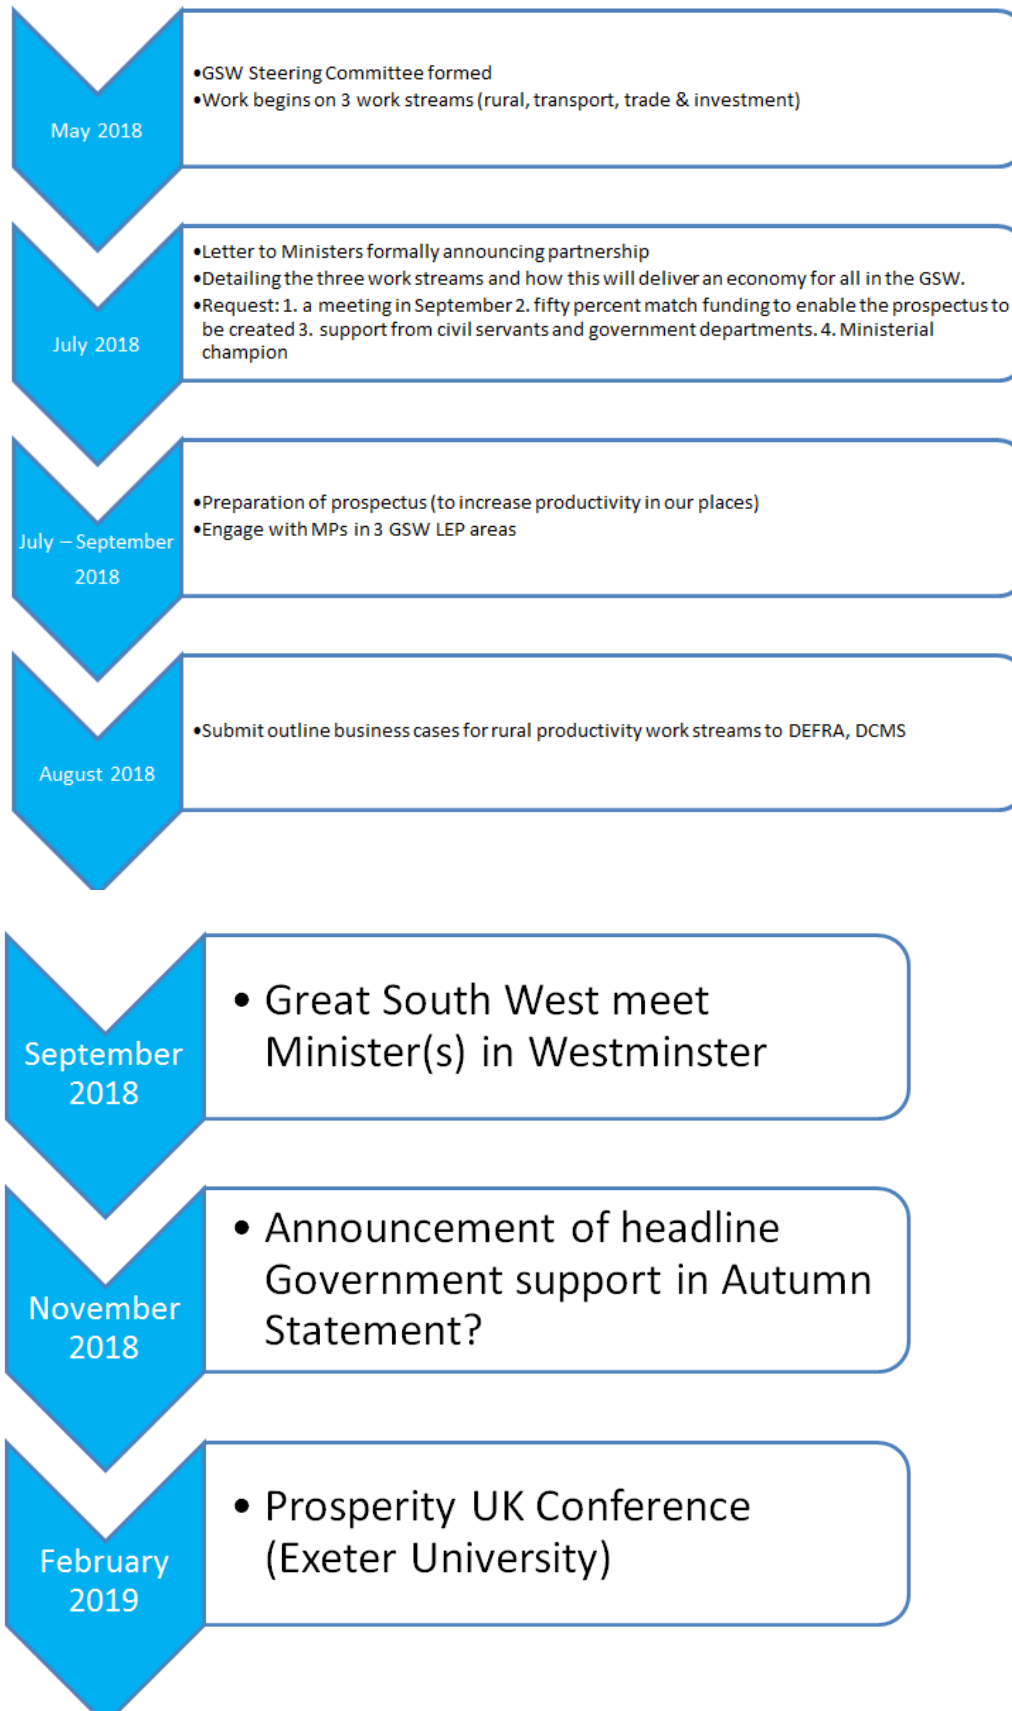 May 2018
•GSW Steering Committee formed
•Work begins on 3 work streams (rural, transport, trade & investment)
July 2018
•Letter to Ministers formally announcing partnership
•Detailing the three work streams and how this will deliver an economy for all in the GSW.
•Request: 1. a meeting in September 2. fifty percent match funding to enable the prospectus to
be created 3. support from civil servants and government departments. 4. Ministerial
champion
July – September
2018
•Preparation of prospectus (to increase productivity in our places)
•Engage with MPs in 3 GSW LEP areas
August 2018
•Submit outline business cases for rural productivity work streams to DEFRA, DCMS
September
2018
• Great South West meet
Minister(s) in Westminster
November
2018
• Announcement of headline
Government support in Autumn
Statement?
February
2019
• Prosperity UK Conference
(Exeter University)